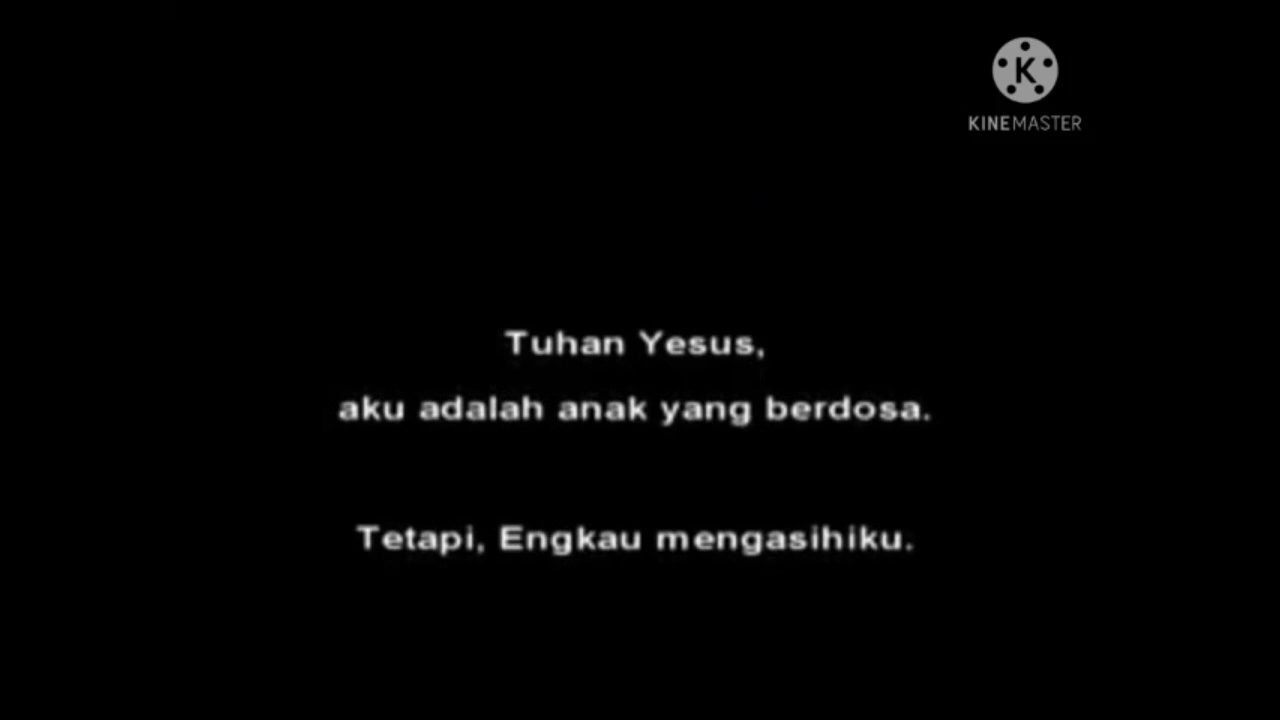 K
KINEMASTER
Tuhan Yesus,
aku adalah anak yang berdosa.
Tetapi, Engkau mengasihiku.